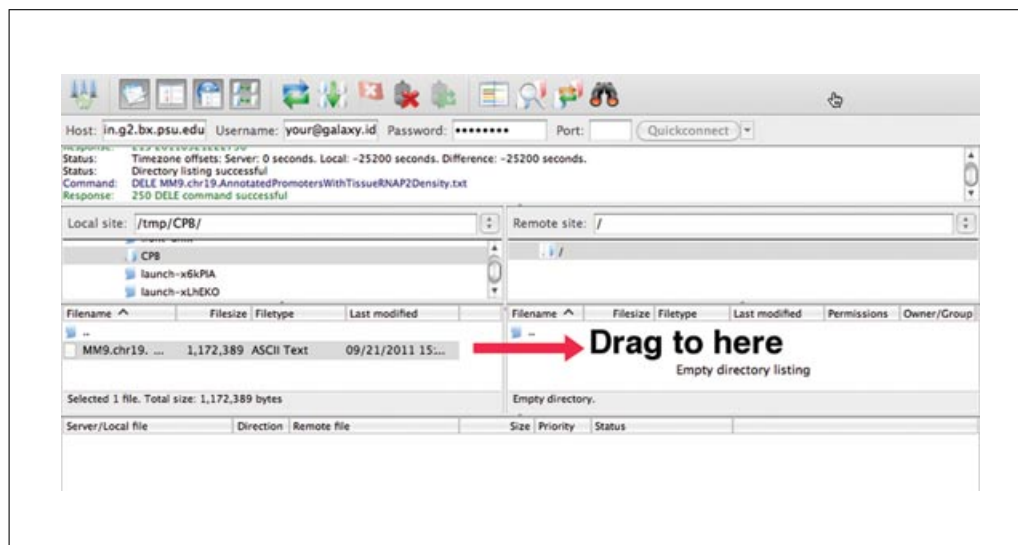 Host: in.g2.bx.psu.edu Username: your@galaxy.id Password: •••••••• Port: Quickconnect
Status: Timezone offsets: Server: 0 seconds. Local: -25200 seconds. Difference: -25200 seconds.
Status: Directory listing successful
Command: DELE MM9.chr19.AnnotatedPromotersWithTissueRNAP2Density.txt
Response: 250 DELE command successful
Local site: /tmp/CPB/ Remote site: /
CPB /
launch-x6kPIA
launch-xLhEKO
Filename Filesize Filetype Last modified Filename Filesize Filetype Last modified Permissions Owner/Group
.. ..
MM9.chr19. ... 1,172,389 ASCII Text 09/21/2011 15:... Drag to here
Empty directory listing
Selected 1 file. Total size: 1,172,389 bytes Empty directory.
Server/Local file Direction Remote file Size Priority Status